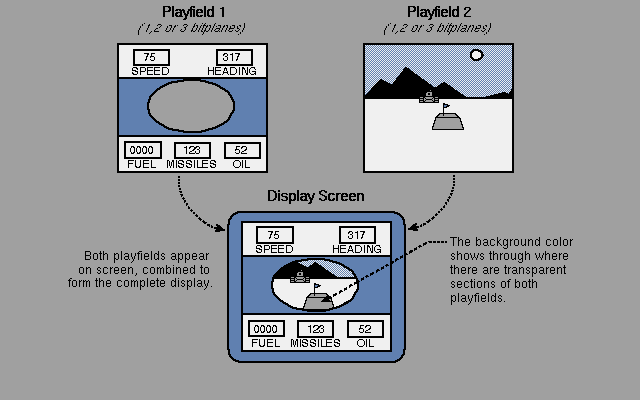 Playfield 1
(1,2 or 3 bitplanes)
Playfield 2
(1,2 or 3 bitplanes)
75
317
SPEED
HEADING
0000
123
52
FUEL
MISSILES
OIL
Display Screen
75
317
SPEED
HEADING
0000
123
52
FUEL
MISSILES
OIL
Both playfields appear
on screen, combined to
form the complete display.
The background color
shows through where
there are transparent
sections of both
playfields.